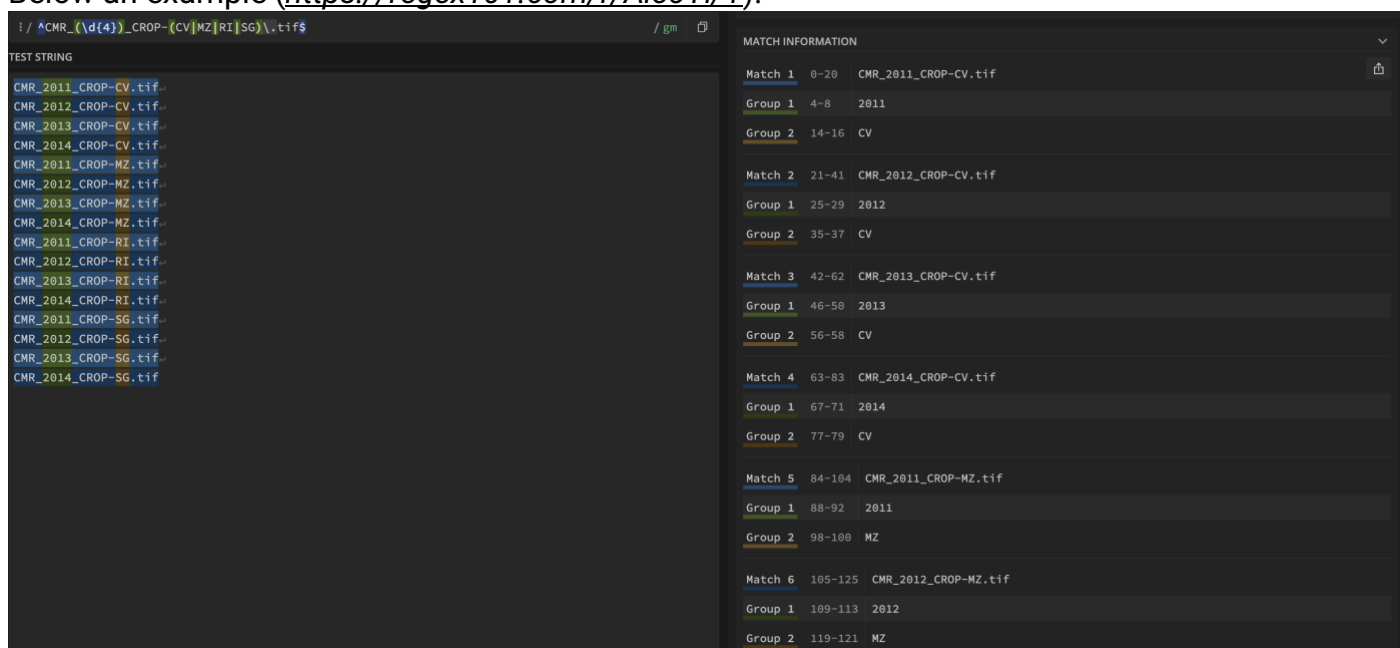 :/ ^CMR_(\d{4})_CROP-(CV|MZ|RI|SG)\.tif$ / gm
TEST STRING
CMR_2011_CROP-CV.tif↵
CMR_2012_CROP-CV.tif↵
CMR_2013_CROP-CV.tif↵
CMR_2014_CROP-CV.tif↵
CMR_2011_CROP-MZ.tif↵
CMR_2012_CROP-MZ.tif↵
CMR_2013_CROP-MZ.tif↵
CMR_2014_CROP-MZ.tif↵
CMR_2011_CROP-RI.tif↵
CMR_2012_CROP-RI.tif↵
CMR_2013_CROP-RI.tif↵
CMR_2014_CROP-RI.tif↵
CMR_2011_CROP-SG.tif↵
CMR_2012_CROP-SG.tif↵
CMR_2013_CROP-SG.tif↵
CMR_2014_CROP-SG.tif
MATCH INFORMATION
Match 1 0-20 CMR_2011_CROP-CV.tif
Group 1 4-8 2011
Group 2 14-16 CV
Match 2 21-41 CMR_2012_CROP-CV.tif
Group 1 25-29 2012
Group 2 35-37 CV
Match 3 42-62 CMR_2013_CROP-CV.tif
Group 1 46-50 2013
Group 2 56-58 CV
Match 4 63-83 CMR_2014_CROP-CV.tif
Group 1 67-71 2014
Group 2 77-79 CV
Match 5 84-104 CMR_2011_CROP-MZ.tif
Group 1 88-92 2011
Group 2 98-100 MZ
Match 6 105-125 CMR_2012_CROP-MZ.tif
Group 1 109-113 2012
Group 2 119-121 MZ